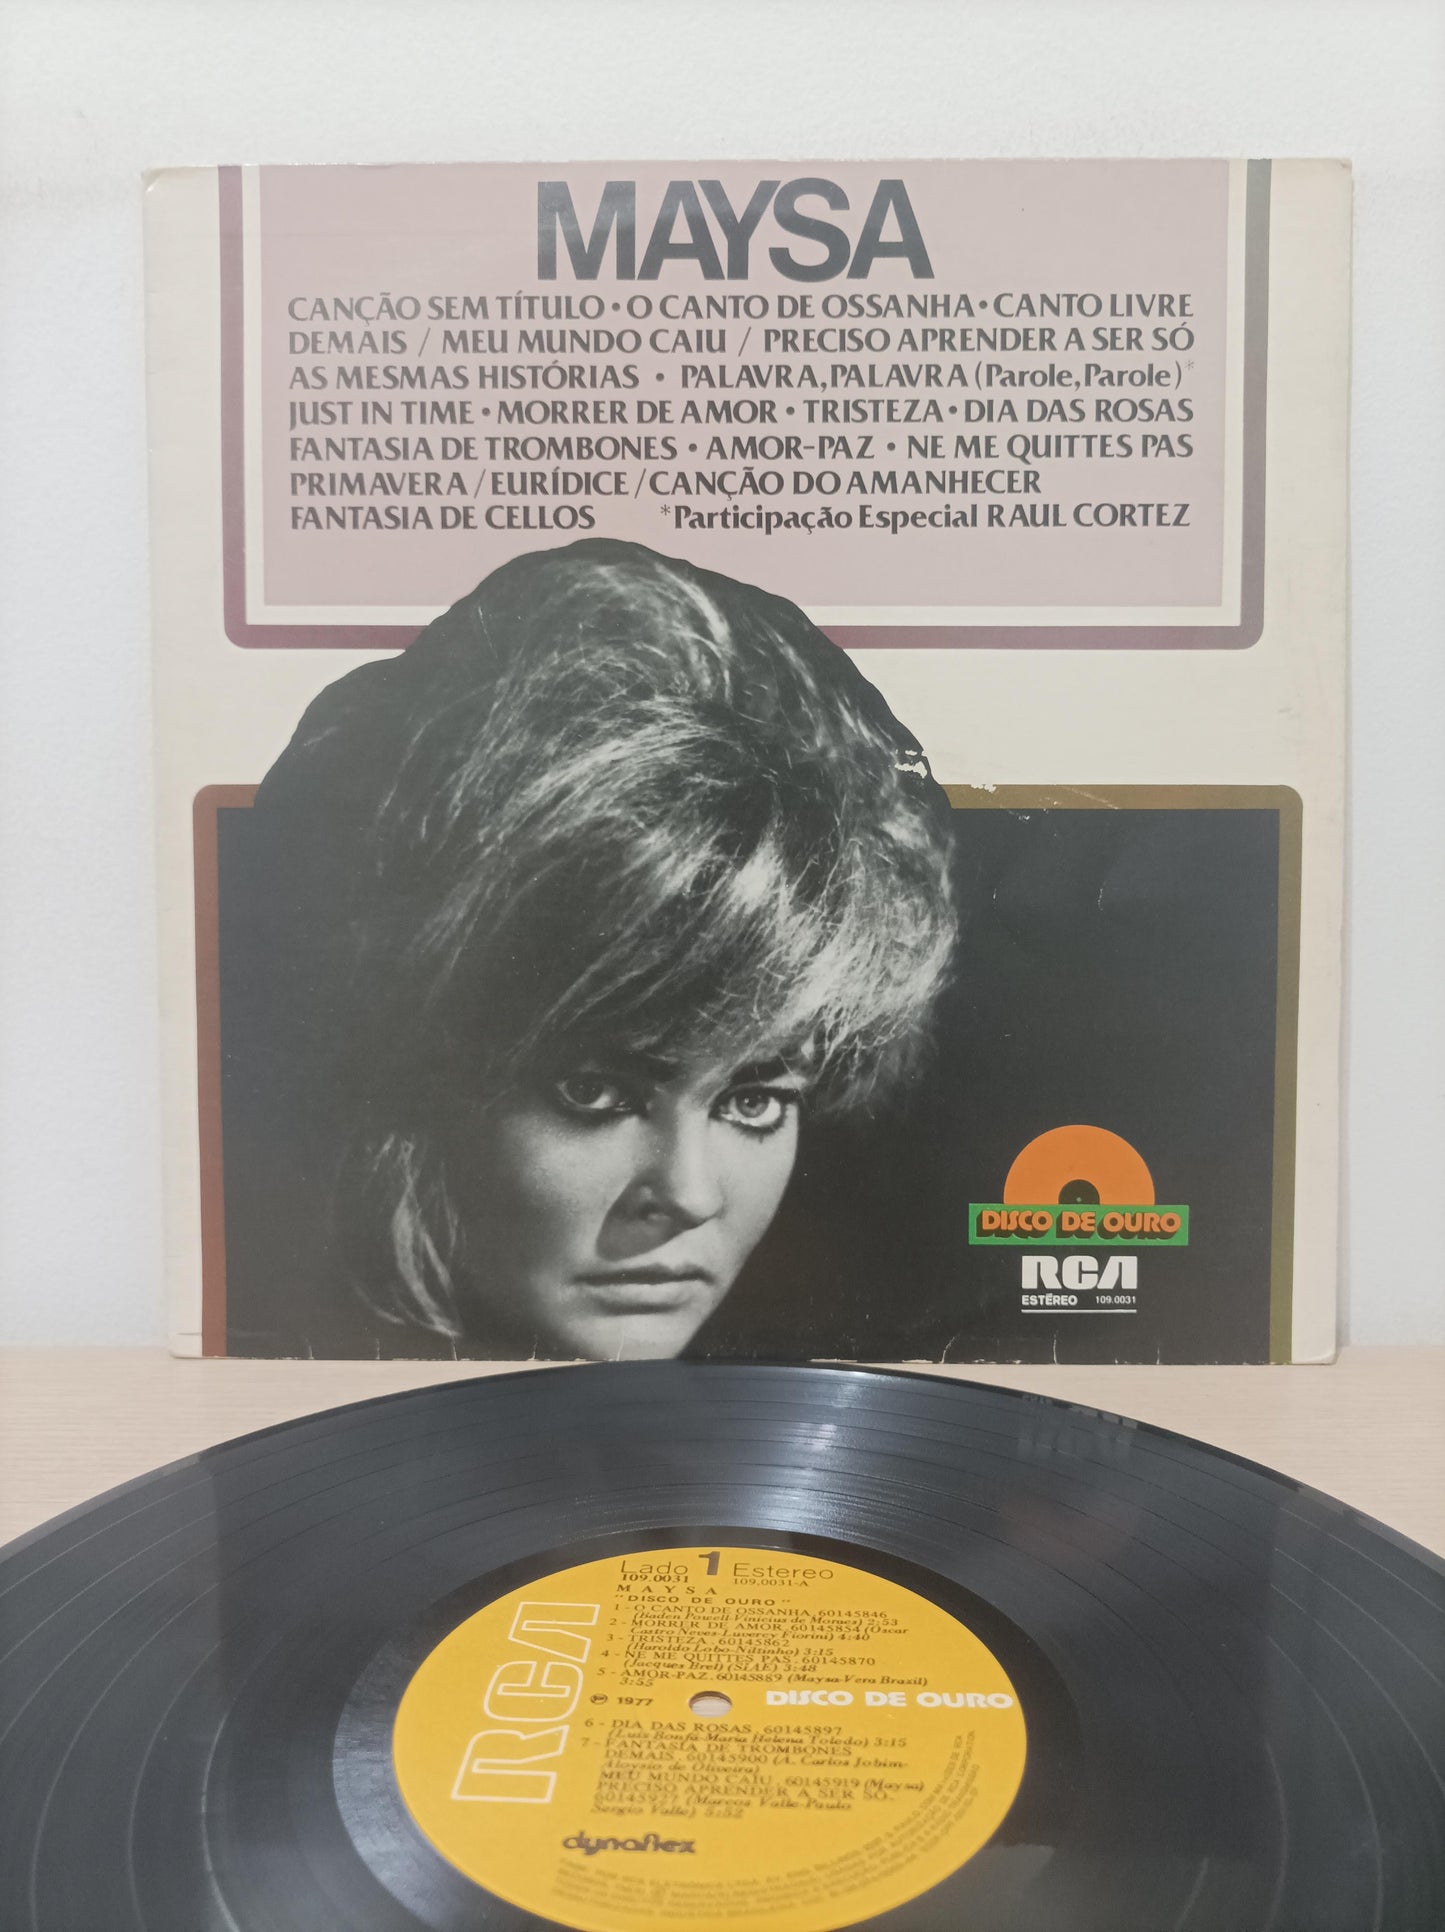 MAYSA
CANÇÃO SEM TÍTULO • O CANTO DE OSSANHA • CANTO LIVRE
DEMAIS / MEU MUNDO CAIU / PRECISO APRENDER A SER SÓ
AS MESMAS HISTÓRIAS • PALAVRA, PALAVRA (Parole, Parole)*
JUST IN TIME • MORRER DE AMOR • TRISTEZA • DIA DAS ROSAS
FANTASIA DE TROMBONES • AMOR-PAZ • NE ME QUITTES PAS
PRIMAVERA / EURÍDICE / CANÇÃO DO AMANHECER
FANTASIA DE CELLOS *Participação Especial RAUL CORTEZ
DISCO DE OURO
RCA
ESTÉREO 109.0031
Lado 1 Estereo
109.0031 109.0031-A
MAYSA
"DISCO DE OURO"
1 - O CANTO DE OSSANHA. 60145846
(Baden Powell-Vinicius de Moraes) 2:53
2 - MORRER DE AMOR. 60145854 (Oscar
Castro Neves-Luvercy Fiorini) 4:40
3 - TRISTEZA. 60145862
(Haroldo Lobo-Niltinho) 3:15
4 - NE ME QUITTES PAS. 60145870
(Jacques Brel) (SIAE) 3:48
5 - AMOR-PAZ. 60145889 (Maysa-Vera Brazil)
3:55
℗ 1977
DISCO DE OURO
6 - DIA DAS ROSAS. 60145897
(Luis Bonfá-Maria Helena Toledo) 3:15
7 - FANTASIA DE TROMBONES
DEMAIS. 60145900 (A. Carlos Jobim-
Aloysio de Oliveira)
MEU MUNDO CAIU. 60145919 (Maysa)
PRECISO APRENDER A SER SÓ.
60145927 (Marcos Valle-Paulo
Sergio Valle) 5:52
RCA
dynaflex